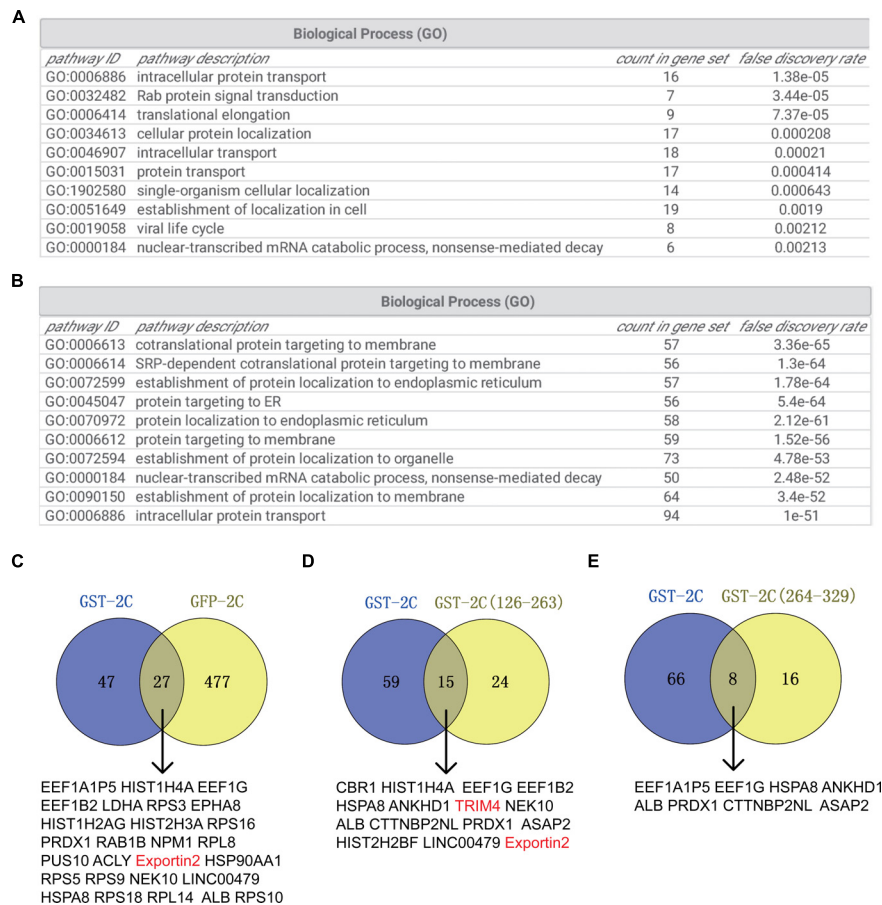 A
Biological Process (GO)
pathway ID pathway description count in gene set false discovery rate
GO:0006886 intracellular protein transport 16 1.38e-05
GO:0032482 Rab protein signal transduction 7 3.44e-05
GO:0006414 translational elongation 9 7.37e-05
GO:0034613 cellular protein localization 17 0.000208
GO:0046907 intracellular transport 18 0.00021
GO:0015031 protein transport 17 0.000414
GO:1902580 single-organism cellular localization 14 0.000643
GO:0051649 establishment of localization in cell 19 0.0019
GO:0019058 viral life cycle 8 0.00212
GO:0000184 nuclear-transcribed mRNA catabolic process, nonsense-mediated decay 6 0.00213
B
Biological Process (GO)
pathway ID pathway description count in gene set false discovery rate
GO:0006613 cotranslational protein targeting to membrane 57 3.36e-65
GO:0006614 SRP-dependent cotranslational protein targeting to membrane 56 1.3e-64
GO:0072599 establishment of protein localization to endoplasmic reticulum 57 1.78e-64
GO:0045047 protein targeting to ER 56 5.4e-64
GO:0070972 protein localization to endoplasmic reticulum 58 2.12e-61
GO:0006612 protein targeting to membrane 59 1.52e-56
GO:0072594 establishment of protein localization to organelle 73 4.78e-53
GO:0000184 nuclear-transcribed mRNA catabolic process, nonsense-mediated decay 50 2.48e-52
GO:0090150 establishment of protein localization to membrane 64 3.4e-52
GO:0006886 intracellular protein transport 94 1e-51
C
GST-2C GFP-2C
47 27 477
EEF1A1P5 HIST1H4A EEF1G
EEF1B2 LDHA RPS3 EPHA8
HIST1H2AG HIST2H3A RPS16
PRDX1 RAB1B NPM1 RPL8
PUS10 ACLY Exportin2 HSP90AA1
RPS5 RPS9 NEK10 LINC00479
HSPA8 RPS18 RPL14 ALB RPS10
D
GST-2C GST-2C(126-263)
59 15 24
CBR1 HIST1H4A EEF1G EEF1B2
HSPA8 ANKHD1 TRIM4 NEK10
ALB CTTNBP2NL PRDX1 ASAP2
HIST2H2BF LINC00479 Exportin2
E
GST-2C GST-2C(264-329)
66 8 16
EEF1A1P5 EEF1G HSPA8 ANKHD1
ALB PRDX1 CTTNBP2NL ASAP2